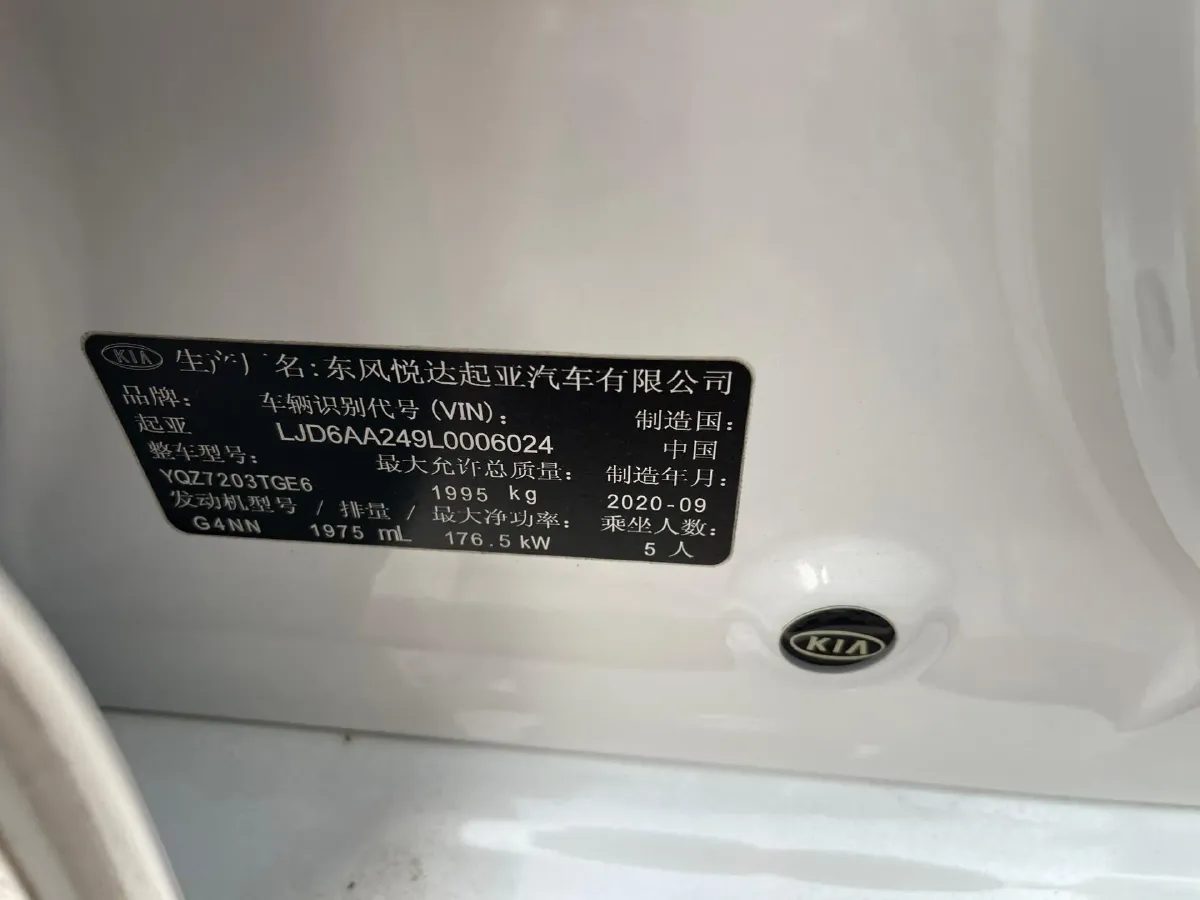 KIA 生产厂名:东风悦达起亚汽车有限公司
品牌: 车辆识别代号(VIN): 制造国:
起亚 LJD6AA249L0006024 中国
整车型号: 最大允许总质量: 制造年月:
YQZ7203TGE6 1995 kg 2020-09
发动机型号 / 排量 / 最大净功率: 乘坐人数:
G4NN 1975 mL 176.5 kW 5 人
KIA